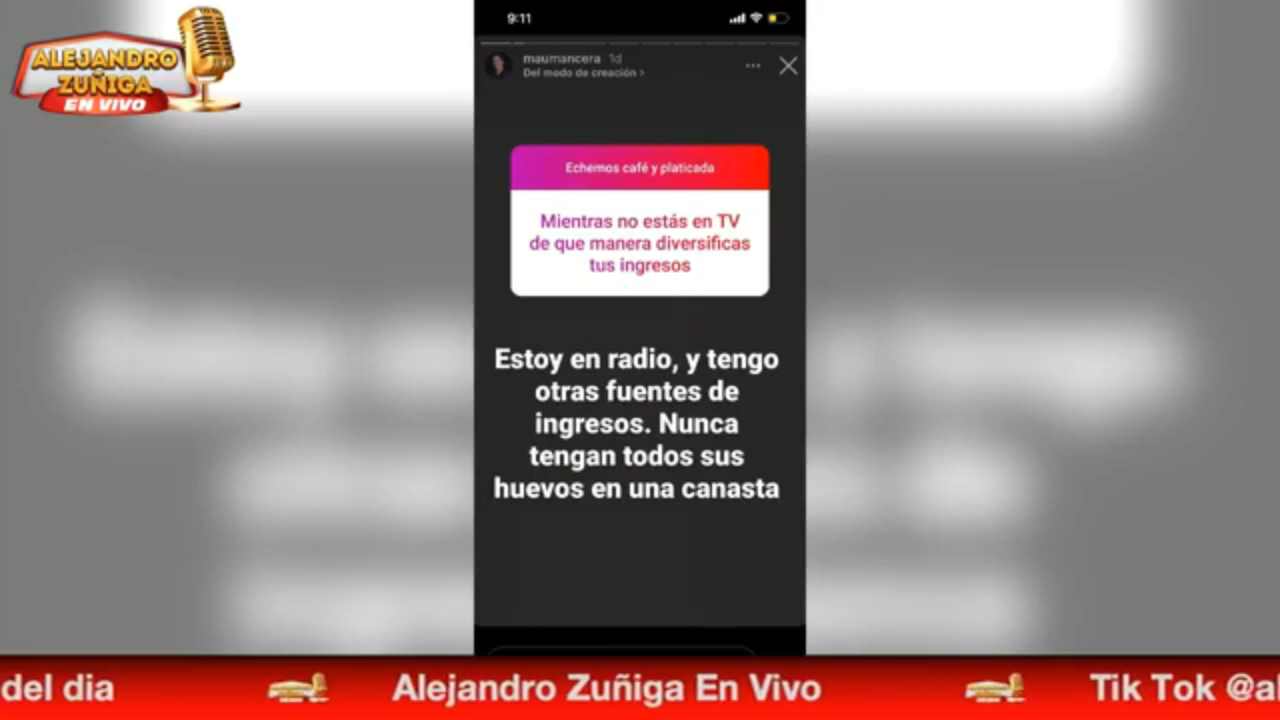 ALEJANDRO
ZUÑIGA
EN VIVO
9:11
maumancera 1d
Del modo de creación >
Echemos café y platicada
Mientras no estás en TV
de que manera diversificas
tus ingresos
Estoy en radio, y tengo
otras fuentes de
ingresos. Nunca
tengan todos sus
huevos en una canasta
del dia Alejandro Zuñiga En Vivo Tik Tok @al